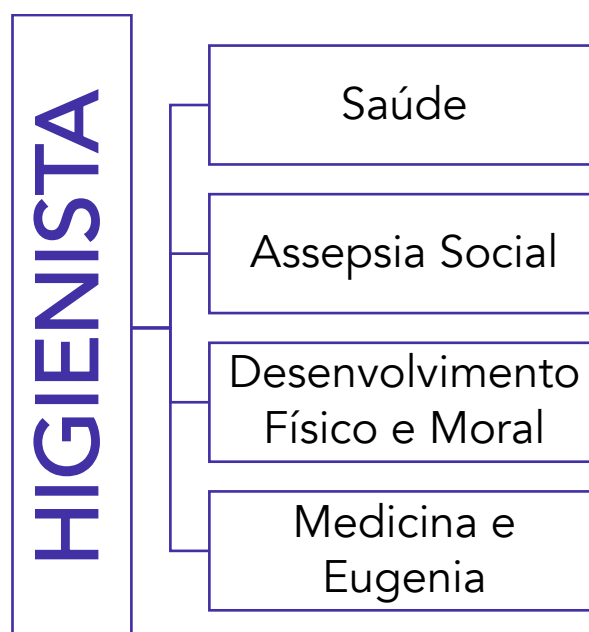 HIGIENISTA
Saúde
Assepsia Social
Desenvolvimento
Físico e Moral
Medicina e
Eugenia